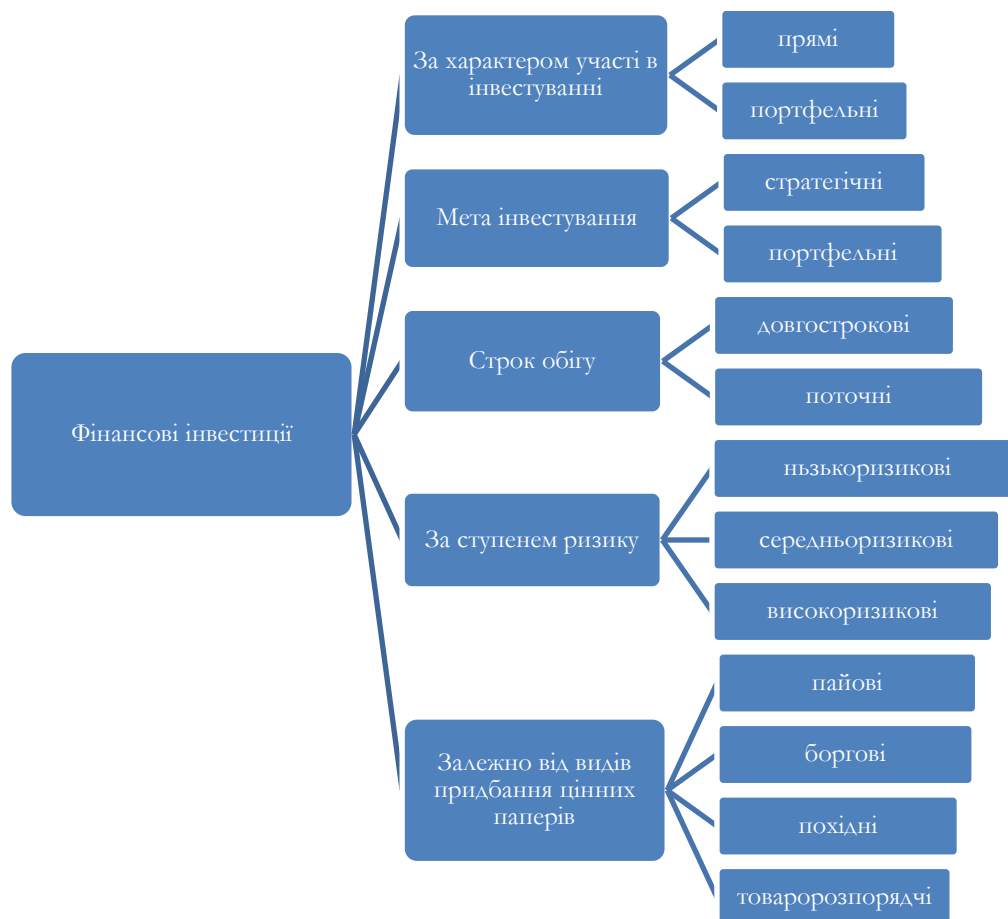 Фінансові інвестиції
За характером участі в
інвестуванні
прямі
портфельні
Мета інвестування
стратегічні
портфельні
Строк обігу
довгострокові
поточні
За ступенем ризику
ньзькоризикові
середньоризикові
високоризикові
Залежно від видів
придбання цінних
паперів
пайові
боргові
похідні
товаророзпорядчі